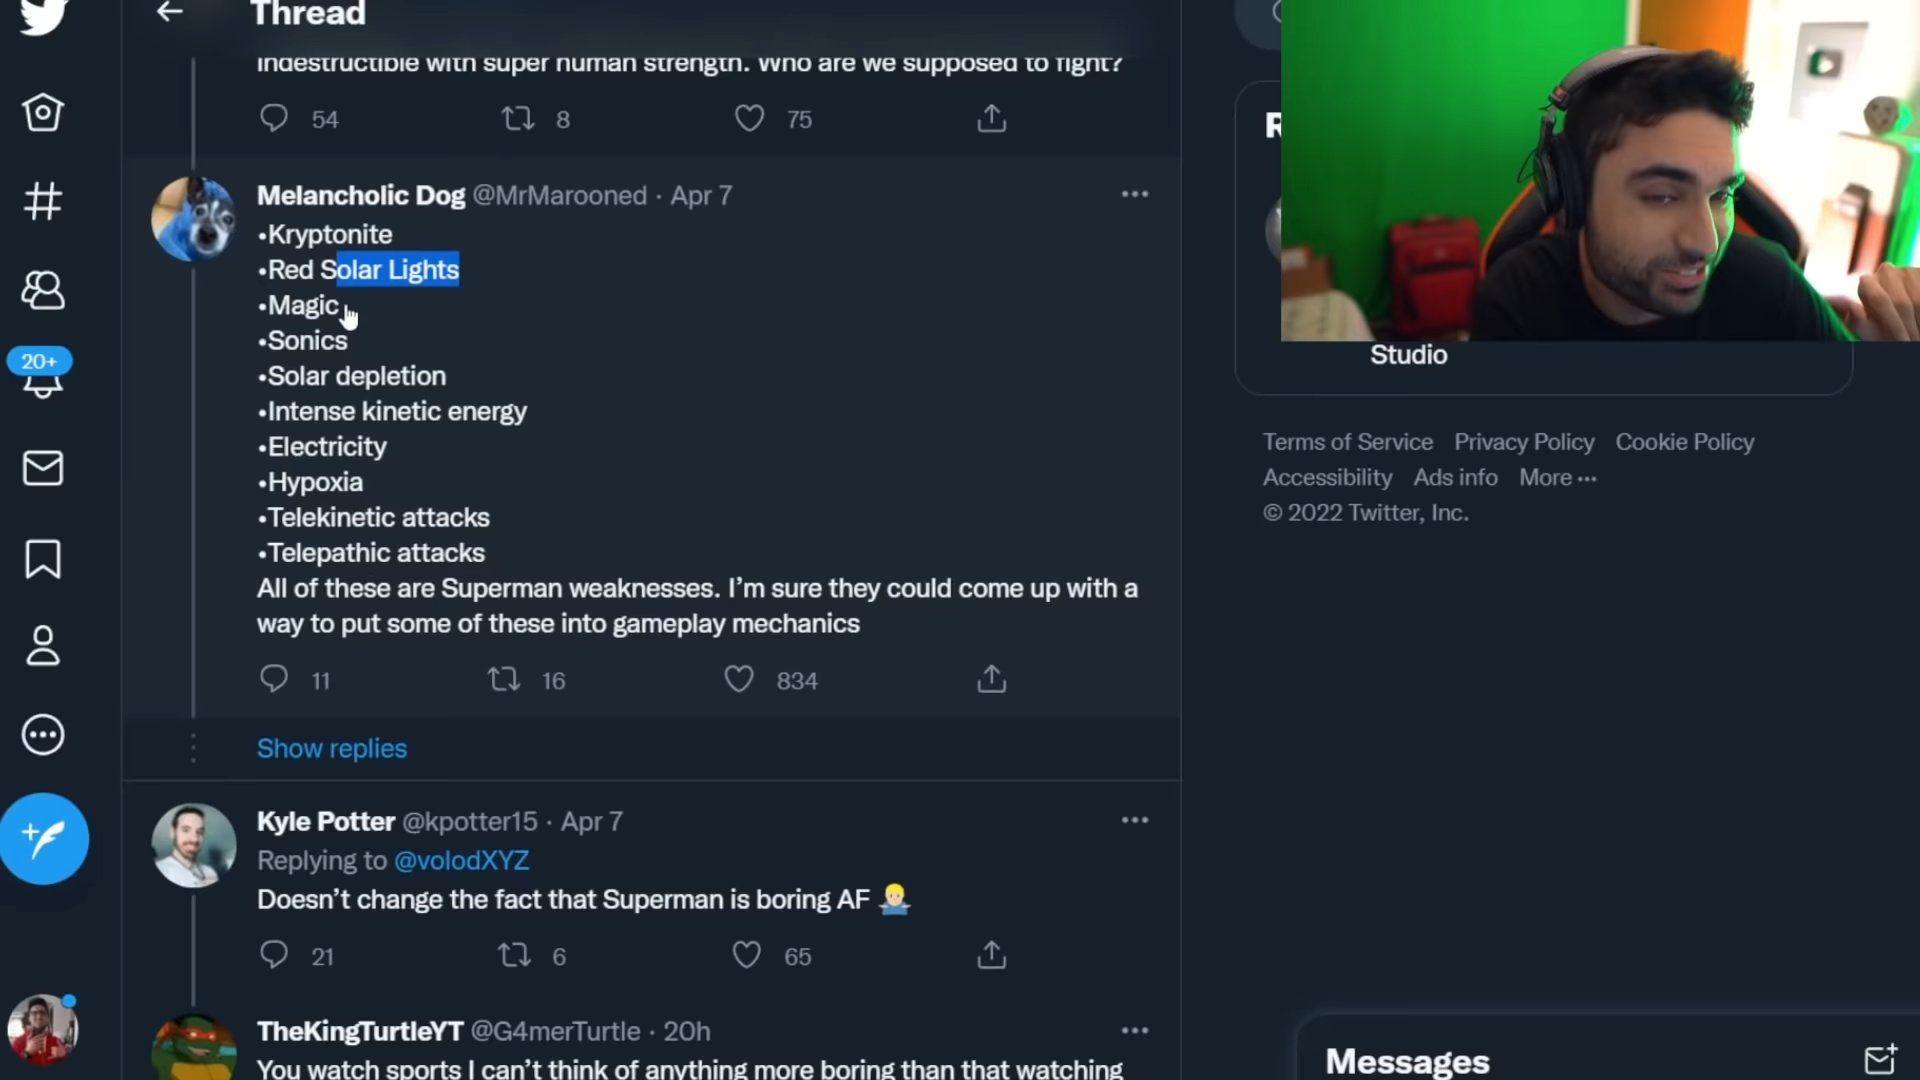 Thread
indestructible with super human strength. Who are we supposed to fight?
54 8 75
Melancholic Dog @MrMarooned · Apr 7
•Kryptonite
•Red Solar Lights
•Magic
•Sonics
•Solar depletion
•Intense kinetic energy
•Electricity
•Hypoxia
•Telekinetic attacks
•Telepathic attacks
All of these are Superman weaknesses. I’m sure they could come up with a
way to put some of these into gameplay mechanics
11 16 834
Show replies
Kyle Potter @kpotter15 · Apr 7
Replying to @volodXYZ
Doesn’t change the fact that Superman is boring AF
21 6 65
TheKingTurtleYT @G4merTurtle · 20h
You watch sports I can’t think of anything more boring than that watching
20+
R
Studio
Terms of Service Privacy Policy Cookie Policy
Accessibility Ads info More
© 2022 Twitter, Inc.
Messages